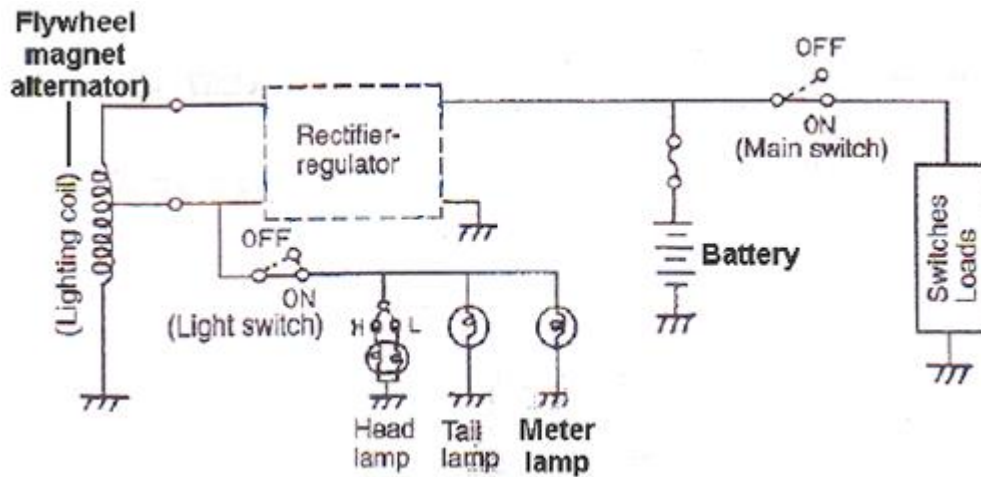 Flywheel
magnet
alternator)
(Lighting coil)
Rectifier-
regulator
OFF
ON
(Main switch)
Battery
Switches
Loads
OFF
ON
(Light switch)
H
L
Head
lamp
Tail
lamp
Meter
lamp